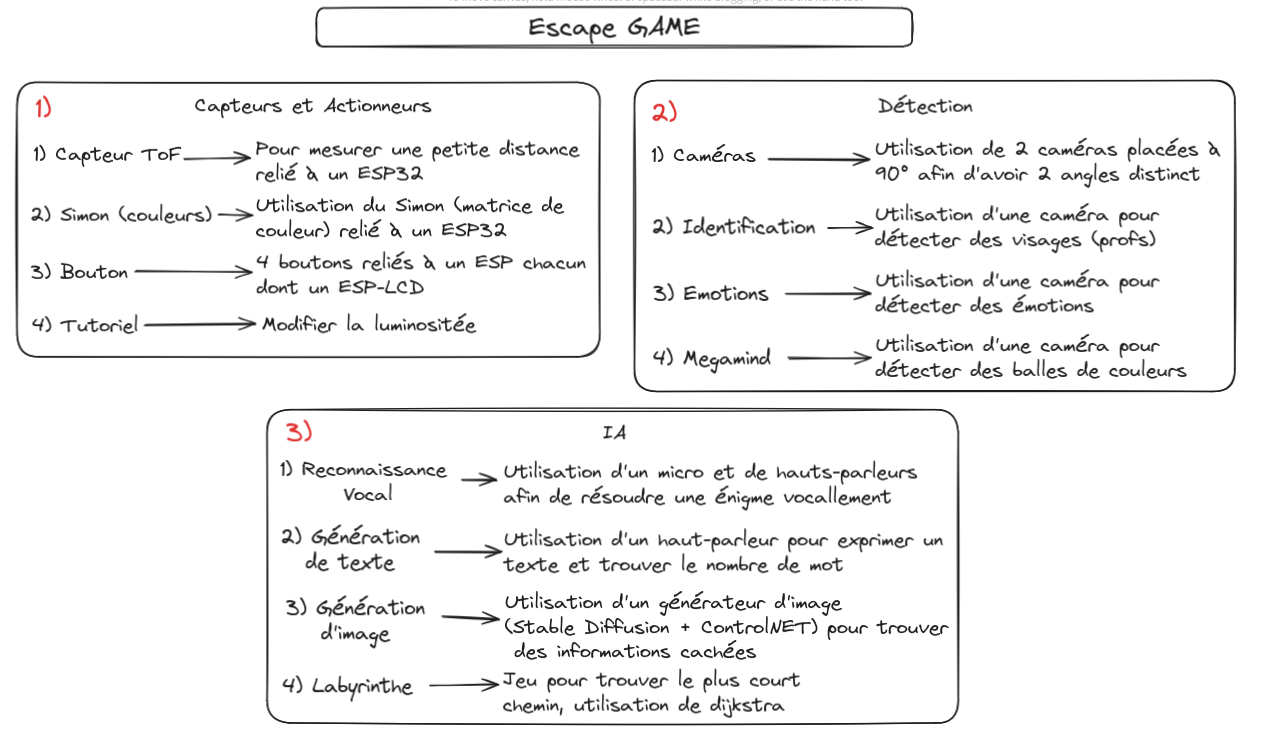 Escape GAME
1)
Capteurs et Actionneurs
1) Capteur ToF
Pour mesurer une petite distance
relié à un ESP32
2) Simon (couleurs)
Utilisation du Simon (matrice de
couleur) relié à un ESP32
3) Bouton
4 boutons reliés à un ESP chacun
dont un ESP-LCD
4) Tutoriel
Modifier la luminositée
2)
Détection
1) Caméras
Utilisation de 2 caméras placées à
90° afin d'avoir 2 angles distinct
2) Identification
Utilisation d'une caméra pour
détecter des visages (profs)
3) Emotions
Utilisation d'une caméra pour
détecter des émotions
4) Megamind
Utilisation d'une caméra pour
détecter des balles de couleurs
3)
IA
1) Reconnaissance
Vocal
Utilisation d'un micro et de hauts-parleurs
afin de résoudre une énigme vocallement
2) Génération
de texte
Utilisation d'un haut-parleur pour exprimer un
texte et trouver le nombre de mot
3) Génération
d'image
Utilisation d'un générateur d'image
(Stable Diffusion + ControlNET) pour trouver
des informations cachées
4) Labyrinthe
Jeu pour trouver le plus court
chemin, utilisation de dijkstra